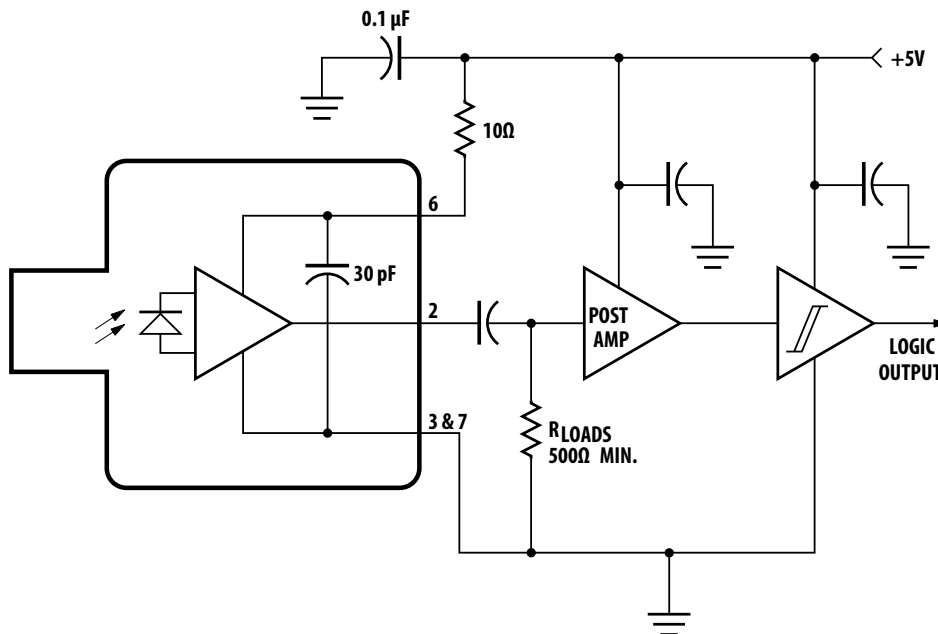 0.1 µF
+5V
10Ω
6
30 pF
2
POST
AMP
LOGIC
OUTPUT
3 & 7
RLOADS
500Ω MIN.